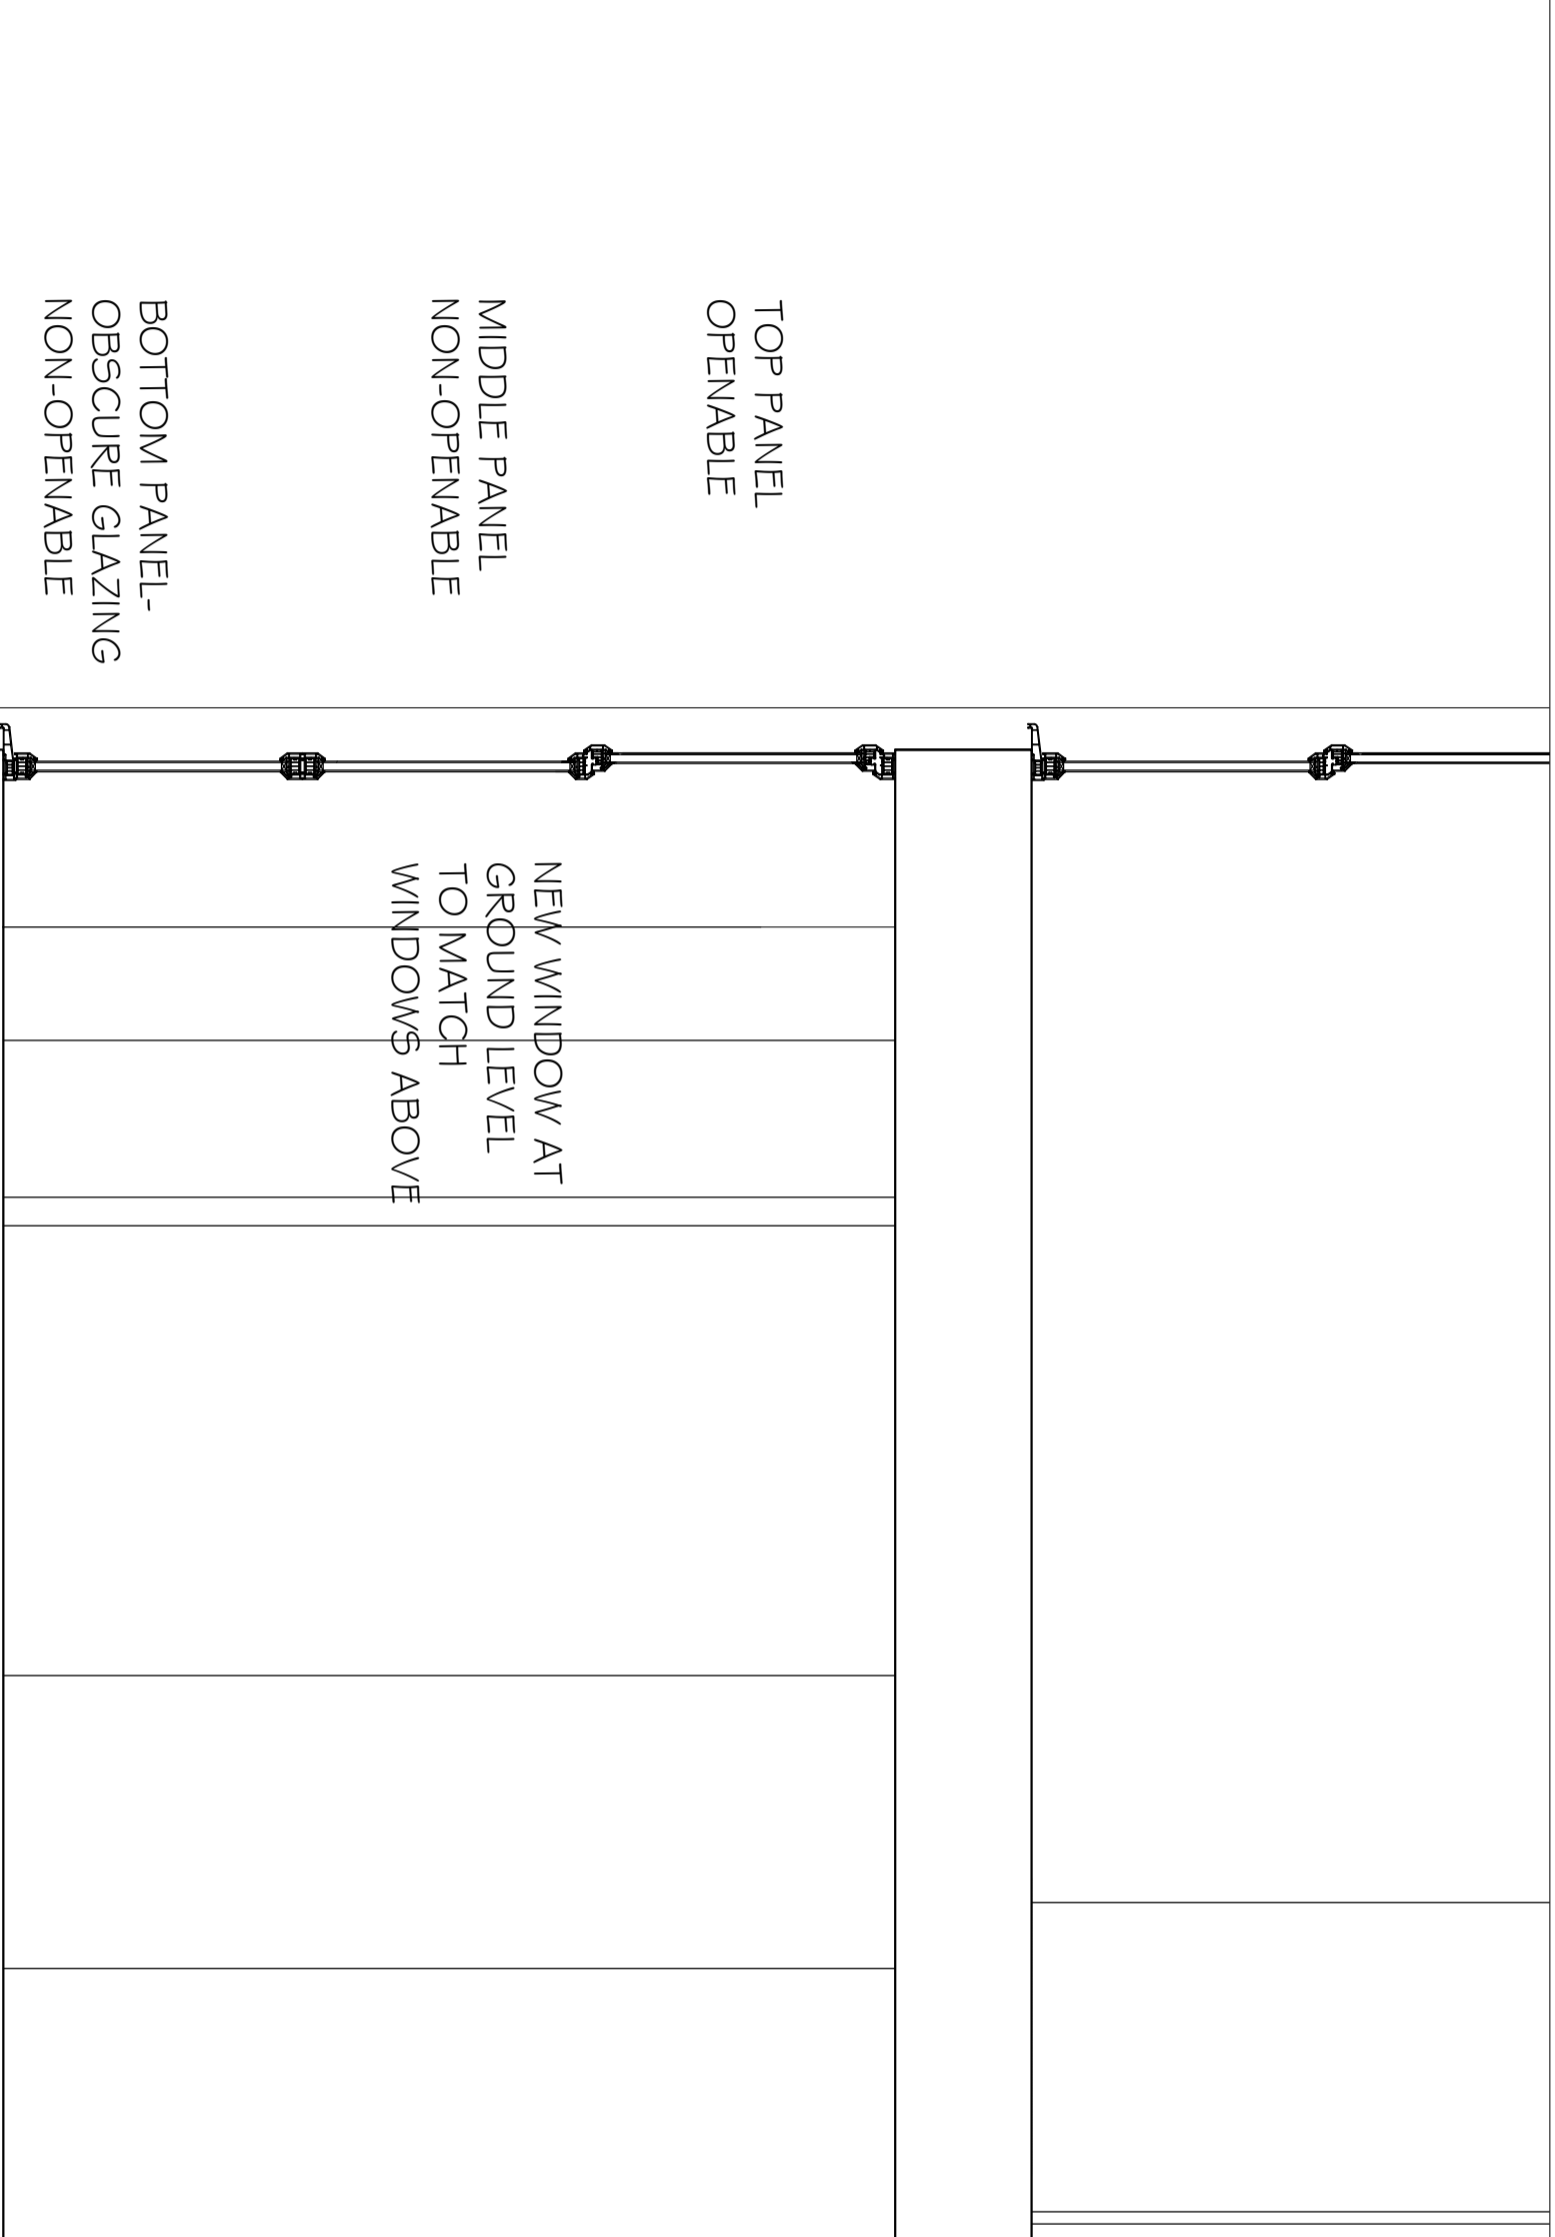 TOP PANEL
OPENABLE
MIDDLE PANEL
NON-OPENABLE
BOTTOM PANEL-
OBSCURE GLAZING
NON-OPENABLE
NEW WINDOW AT
GROUND LEVEL
TO MATCH
WINDOWS ABOVE